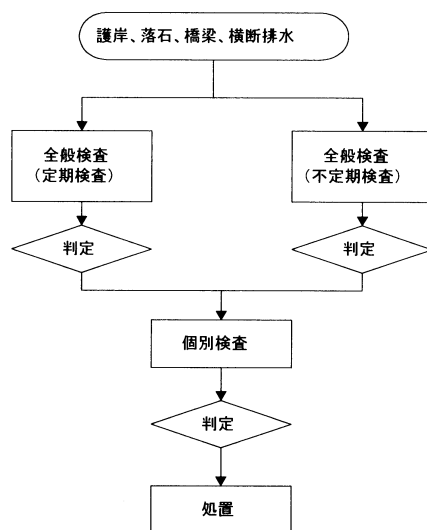 護岸、落石、橋梁、横断排水
全般検査
(定期検査)
全般検査
(不定期検査)
判定
判定
個別検査
判定
処置